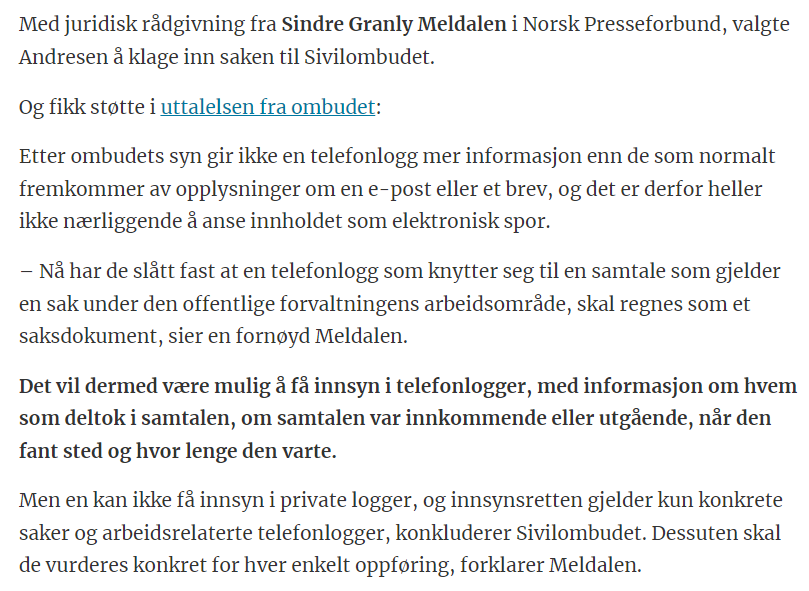 Med juridisk rådgivning fra Sindre Granly Meldalen i Norsk Presseforbund, valgte
Andresen å klage inn saken til Sivilombudet.
Og fikk støtte i uttalelsen fra ombudet:
Etter ombudets syn gir ikke en telefonlogg mer informasjon enn de som normalt
fremkommer av opplysninger om en e-post eller et brev, og det er derfor heller
ikke nærliggende å anse innholdet som elektronisk spor.
– Nå har de slått fast at en telefonlogg som knytter seg til en samtale som gjelder
en sak under den offentlige forvaltningens arbeidsområde, skal regnes som et
saksdokument, sier en fornøyd Meldalen.
Det vil dermed være mulig å få innsyn i telefonlogger, med informasjon om hvem
som deltok i samtalen, om samtalen var innkommende eller utgående, når den
fant sted og hvor lenge den varte.
Men en kan ikke få innsyn i private logger, og innsynsretten gjelder kun konkrete
saker og arbeidsrelaterte telefonlogger, konkluderer Sivilombudet. Dessuten skal
de vurderes konkret for hver enkelt oppføring, forklarer Meldalen.